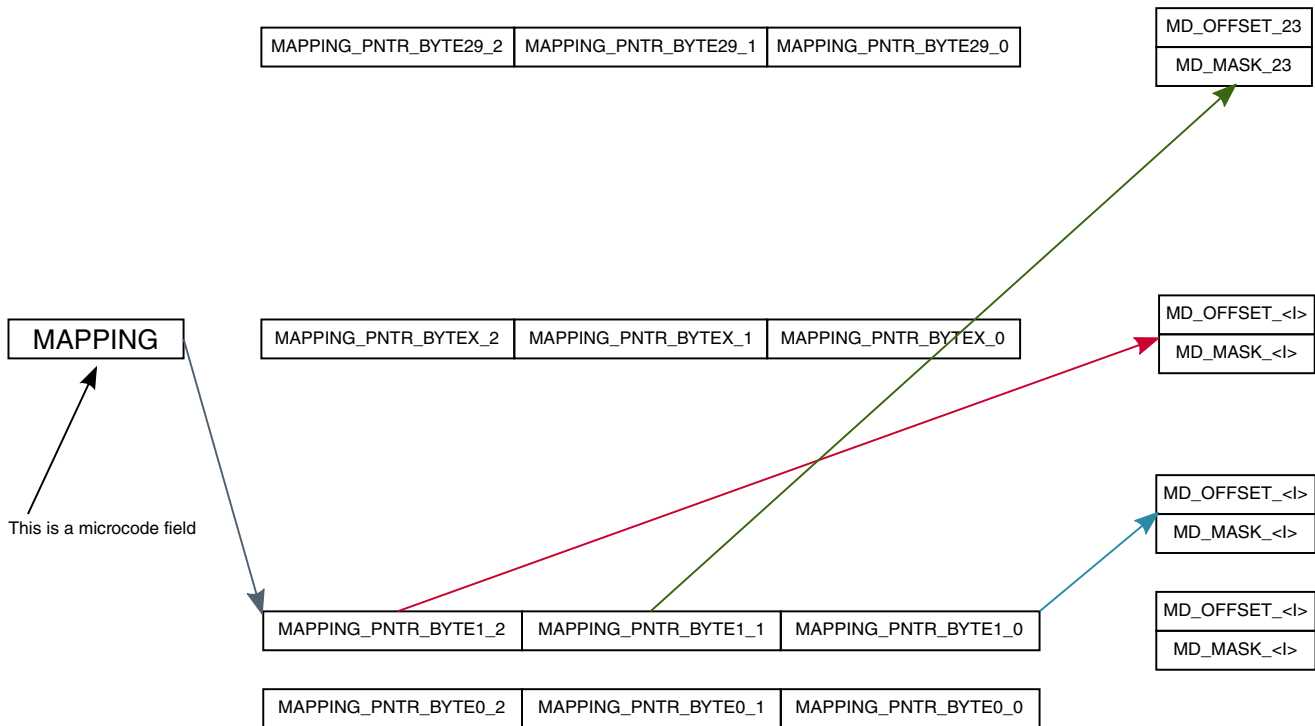 MAPPING_PNTR_BYTE29_2 MAPPING_PNTR_BYTE29_1 MAPPING_PNTR_BYTE29_0
MD_OFFSET_23
MD_MASK_23
MAPPING
MAPPING_PNTR_BYTEX_2 MAPPING_PNTR_BYTEX_1 MAPPING_PNTR_BYTEX_0
MD_OFFSET_<I>
MD_MASK_<I>
This is a microcode field
MD_OFFSET_<I>
MD_MASK_<I>
MAPPING_PNTR_BYTE1_2 MAPPING_PNTR_BYTE1_1 MAPPING_PNTR_BYTE1_0
MD_OFFSET_<I>
MD_MASK_<I>
MAPPING_PNTR_BYTE0_2 MAPPING_PNTR_BYTE0_1 MAPPING_PNTR_BYTE0_0